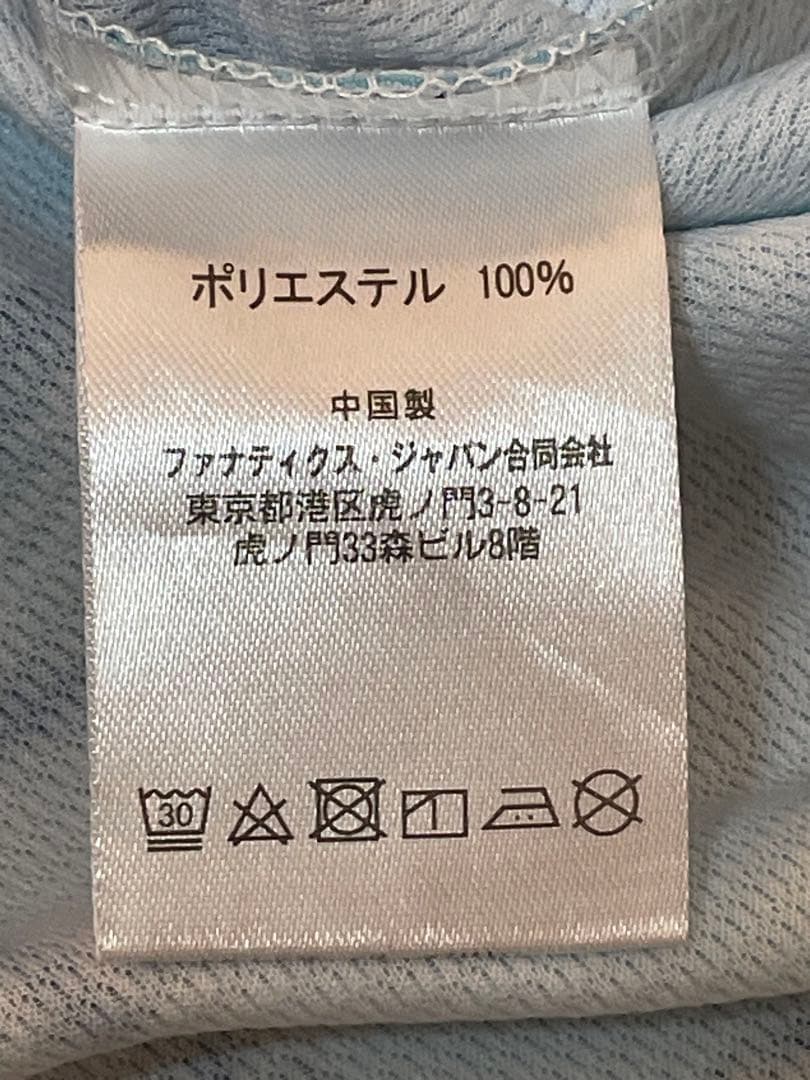 ポリエステル 100%
中国製
ファナティクス・ジャパン合同会社
東京都港区虎ノ門3-8-21
虎ノ門33森ビル8階
30